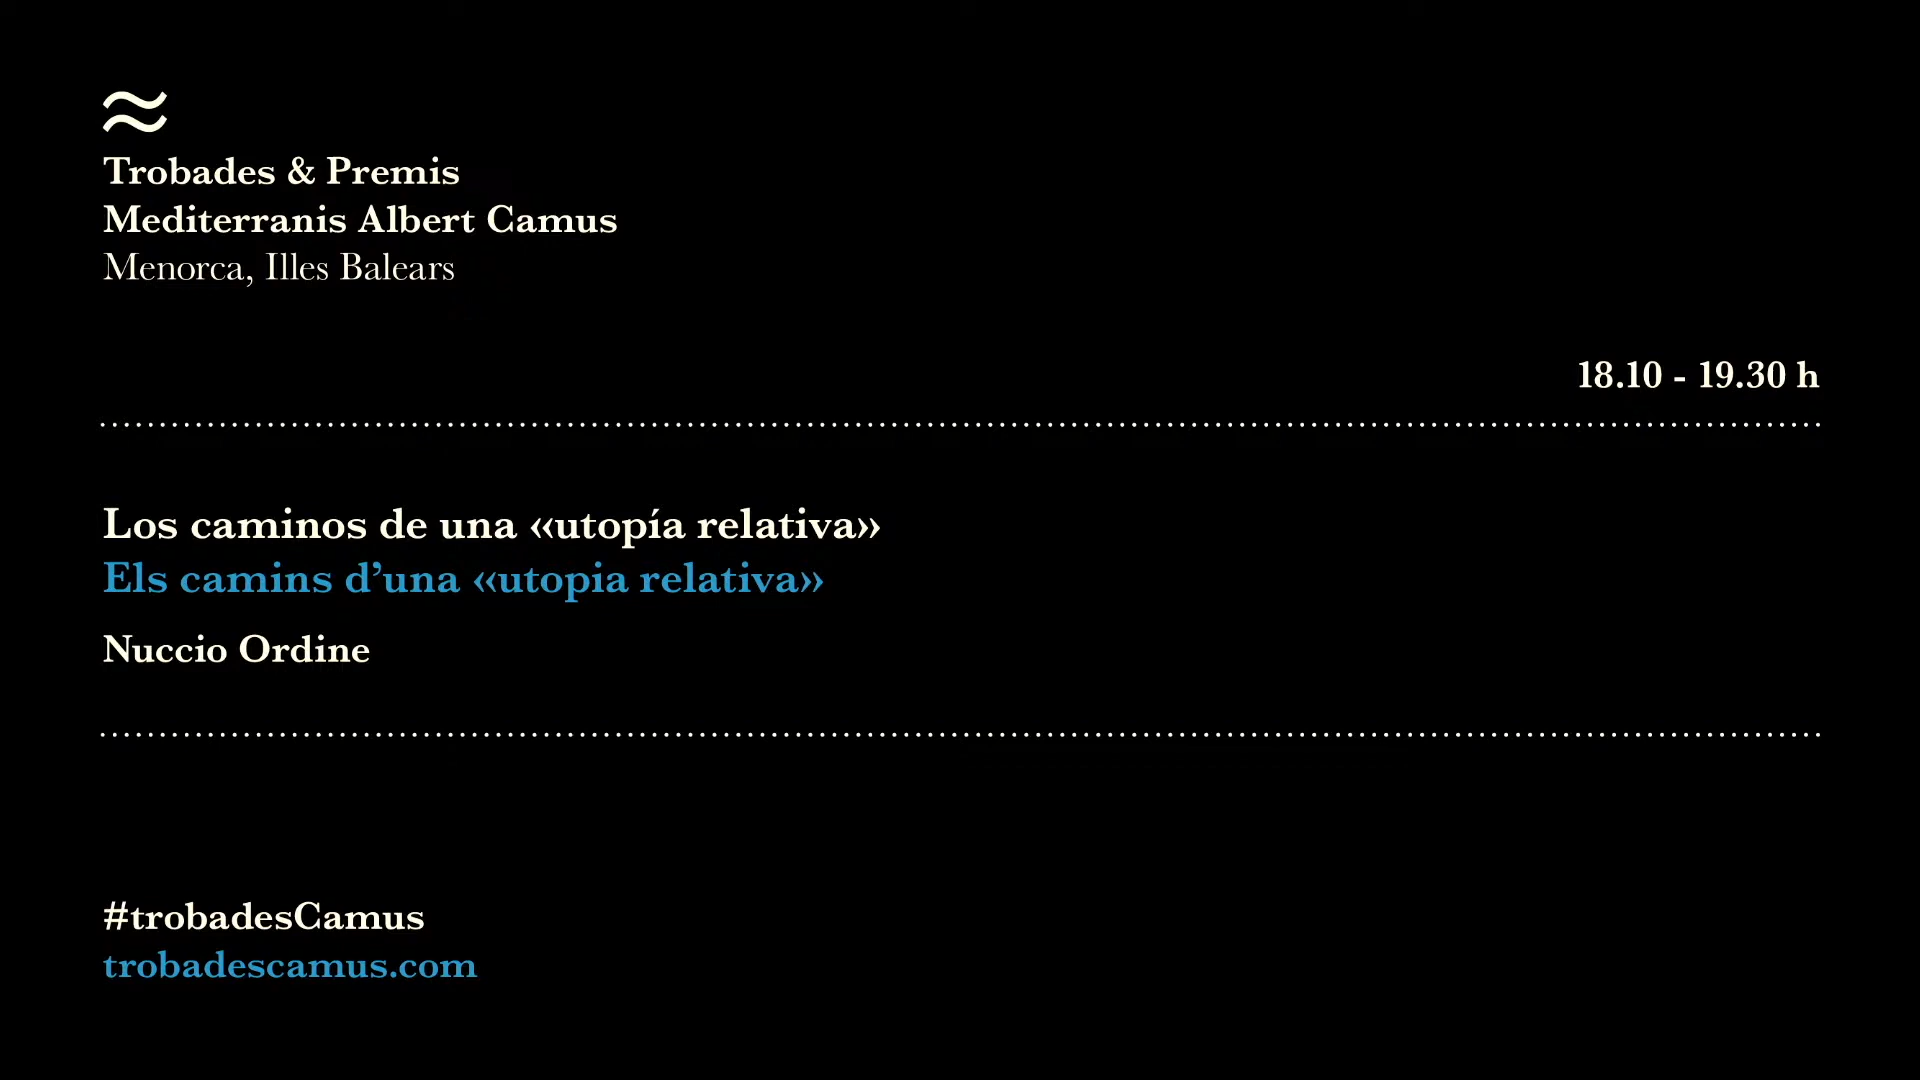 Trobades & Premis
Mediterranis Albert Camus
Menorca, Illes Balears
18.10 - 19.30 h
Los caminos de una «utopía relativa»
Els camins d’una «utopia relativa»
Nuccio Ordine
#trobadesCamus
trobadescamus.com